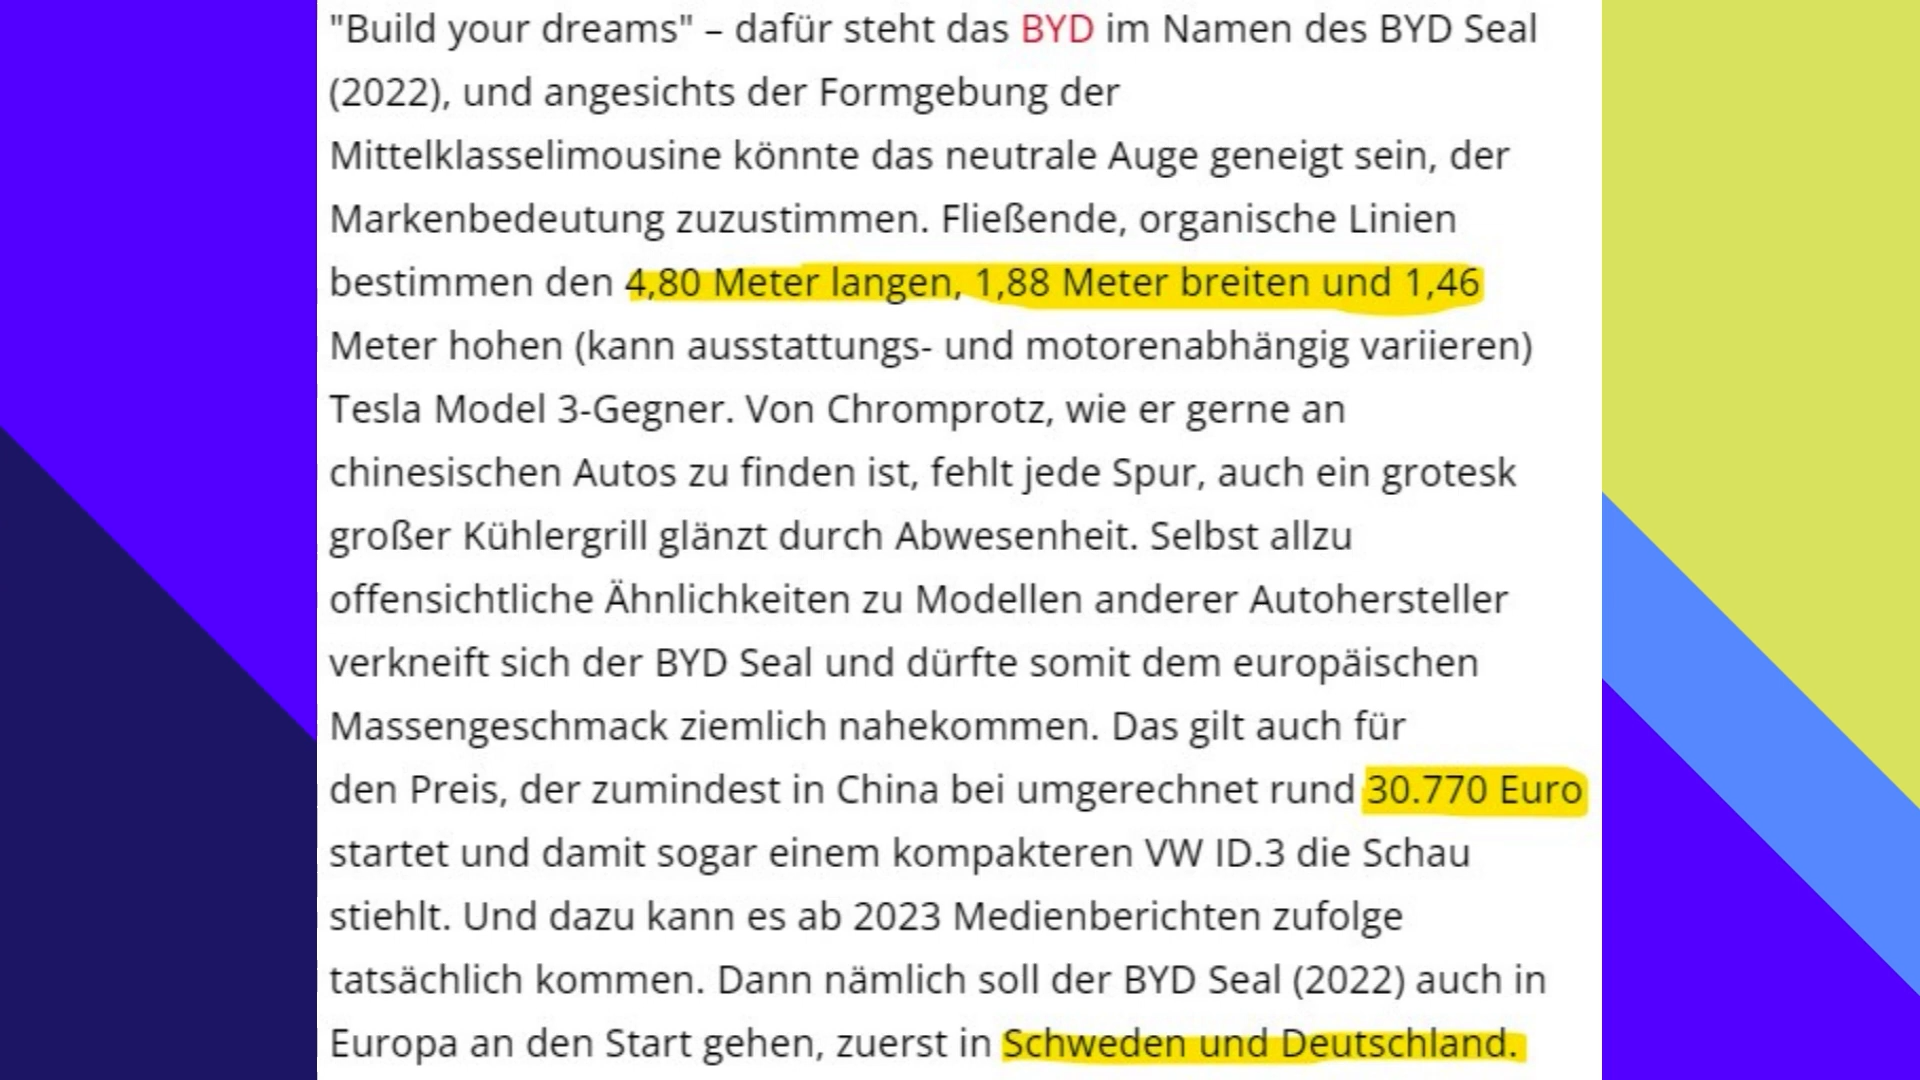 "Build your dreams" – dafür steht das BYD im Namen des BYD Seal
(2022), und angesichts der Formgebung der
Mittelklasselimousine könnte das neutrale Auge geneigt sein, der
Markenbedeutung zuzustimmen. Fließende, organische Linien
bestimmen den 4,80 Meter langen, 1,88 Meter breiten und 1,46
Meter hohen (kann ausstattungs- und motorenabhängig variieren)
Tesla Model 3-Gegner. Von Chromprotz, wie er gerne an
chinesischen Autos zu finden ist, fehlt jede Spur, auch ein grotesk
großer Kühlergrill glänzt durch Abwesenheit. Selbst allzu
offensichtliche Ähnlichkeiten zu Modellen anderer Autohersteller
verkneift sich der BYD Seal und dürfte somit dem europäischen
Massengeschmack ziemlich nahekommen. Das gilt auch für
den Preis, der zumindest in China bei umgerechnet rund 30.770 Euro
startet und damit sogar einem kompakteren VW ID.3 die Schau
stiehlt. Und dazu kann es ab 2023 Medienberichten zufolge
tatsächlich kommen. Dann nämlich soll der BYD Seal (2022) auch in
Europa an den Start gehen, zuerst in Schweden und Deutschland.